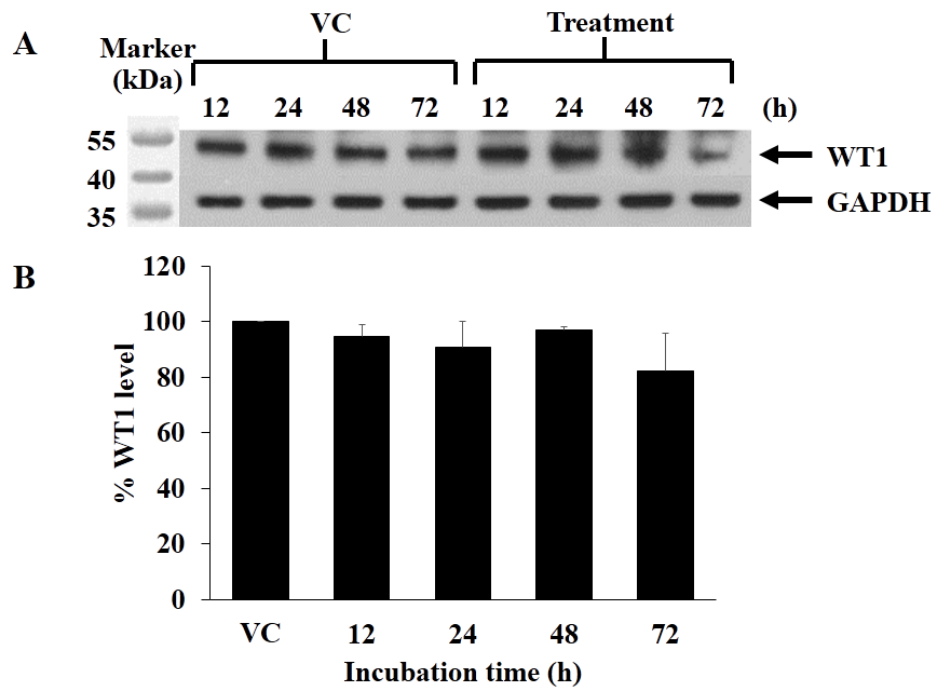 A
VC Treatment
Marker
(kDa)
12 24 48 72 12 24 48 72 (h)
55
WT1
40
GAPDH
35
B
120
100
80
60
40
20
0
% WT1 level
VC 12 24 48 72
Incubation time (h)